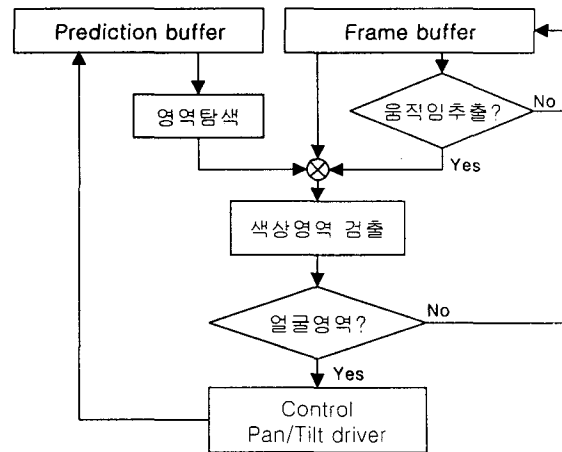 Prediction buffer
Frame buffer
영역탐색
움직임추출?
No
Yes
색상영역 검출
얼굴영역?
No
Yes
Control
Pan/Tilt driver